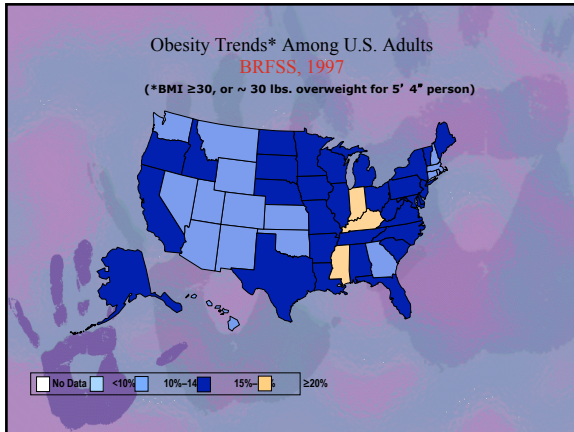 Obesity Trends* Among U.S. Adults
BRFSS, 1997
(*BMI ≥30, or ~ 30 lbs. overweight for 5’ 4” person)
No Data <10% 10%–14 15%– ≥20%